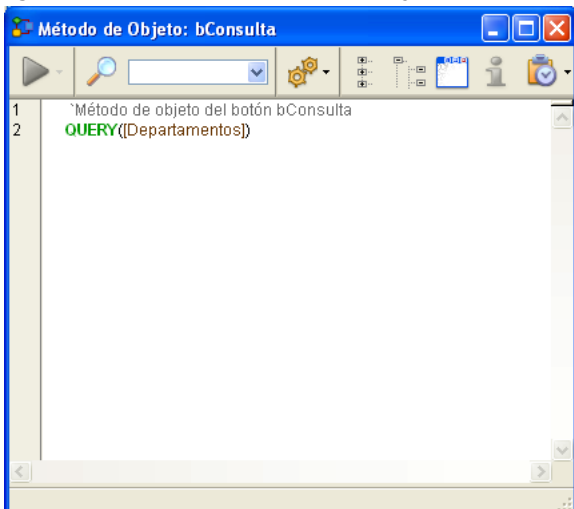 Método de Objeto: bConsulta
1 `Método de objeto del botón bConsulta
2 QUERY([Departamentos])